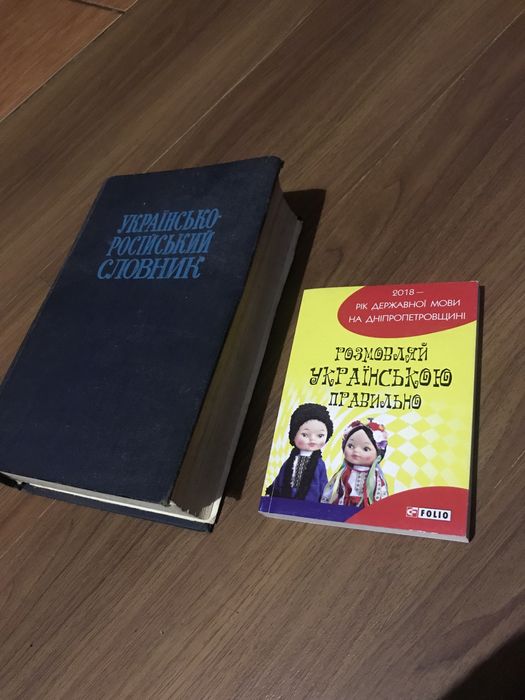 УКРАЇНСЬКО-
РОСІЙСЬКИЙ
СЛОВНИК
2018 —
РІК ДЕРЖАВНОЇ МОВИ
НА ДНІПРОПЕТРОВЩИНІ
РОЗМОВЛЯЙ
УКРАЇНСЬКОЮ
ПРАВИЛЬНО
FOLIO